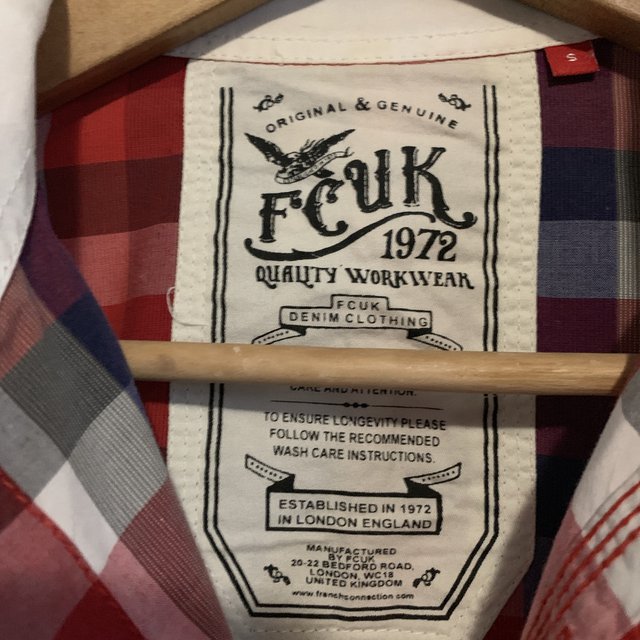 S
ORIGINAL & GENUINE
FCUK
1972
QUALITY WORKWEAR
FCUK
DENIM CLOTHING
CARE AND ATTENTION.
TO ENSURE LONGEVITY PLEASE
FOLLOW THE RECOMMENDED
WASH CARE INSTRUCTIONS.
ESTABLISHED IN 1972
IN LONDON ENGLAND
MANUFACTURED
BY FCUK
20-22 BEDFORD ROAD,
LONDON, WC18
UNITED KINGDOM
www.frenchconnection.com